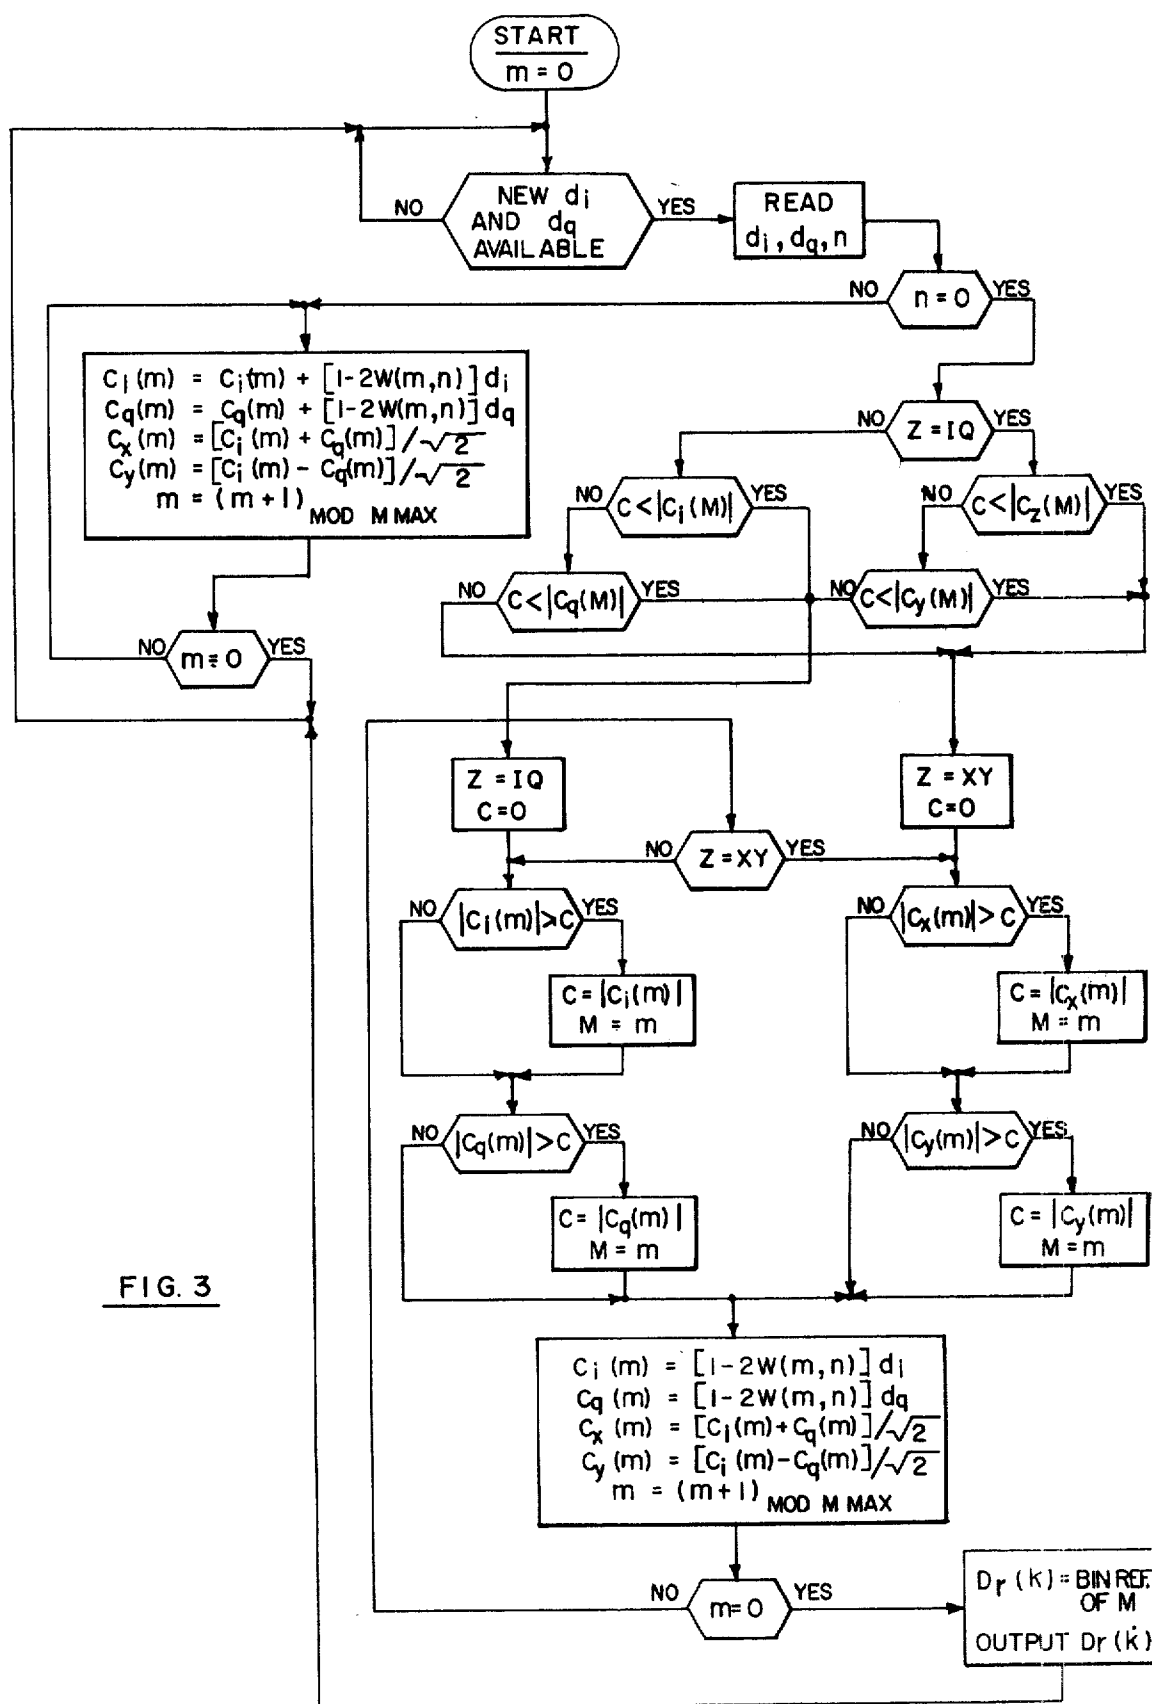 START
m = 0
NEW di
AND dq
AVAILABLE
NO
YES
READ
di, dq, n
NO
n = 0
YES
Ci(m) = Ci(m) + [1-2W(m,n)] di
Cq(m) = Cq(m) + [1-2W(m,n)] dq
Cx(m) = [Ci(m) + Cq(m)]/√2
Cy(m) = [Ci(m) - Cq(m)]/√2
m = (m+1) MOD M MAX
NO
Z = IQ
YES
NO
C < |Ci(M)|
YES
NO
C < |Cz(M)|
YES
NO
C < |Cq(M)|
YES
NO
C < |Cy(M)|
YES
NO
m = 0
YES
Z = IQ
C = 0
Z = XY
C = 0
NO
Z = XY
YES
NO
|Ci(m)| > C
YES
NO
|Cx(m)| > C
YES
C = |Ci(m)|
M = m
C = |Cx(m)|
M = m
NO
|Cq(m)| > C
YES
NO
|Cy(m)| > C
YES
C = |Cq(m)|
M = m
C = |Cy(m)|
M = m
FIG. 3
Ci(m) = [1-2W(m,n)] di
Cq(m) = [1-2W(m,n)] dq
Cx(m) = [Ci(m) + Cq(m)]/√2
Cy(m) = [Ci(m) - Cq(m)]/√2
m = (m+1) MOD M MAX
NO
m = 0
YES
Dr(k) = BIN REF.
OF M
OUTPUT Dr(k)